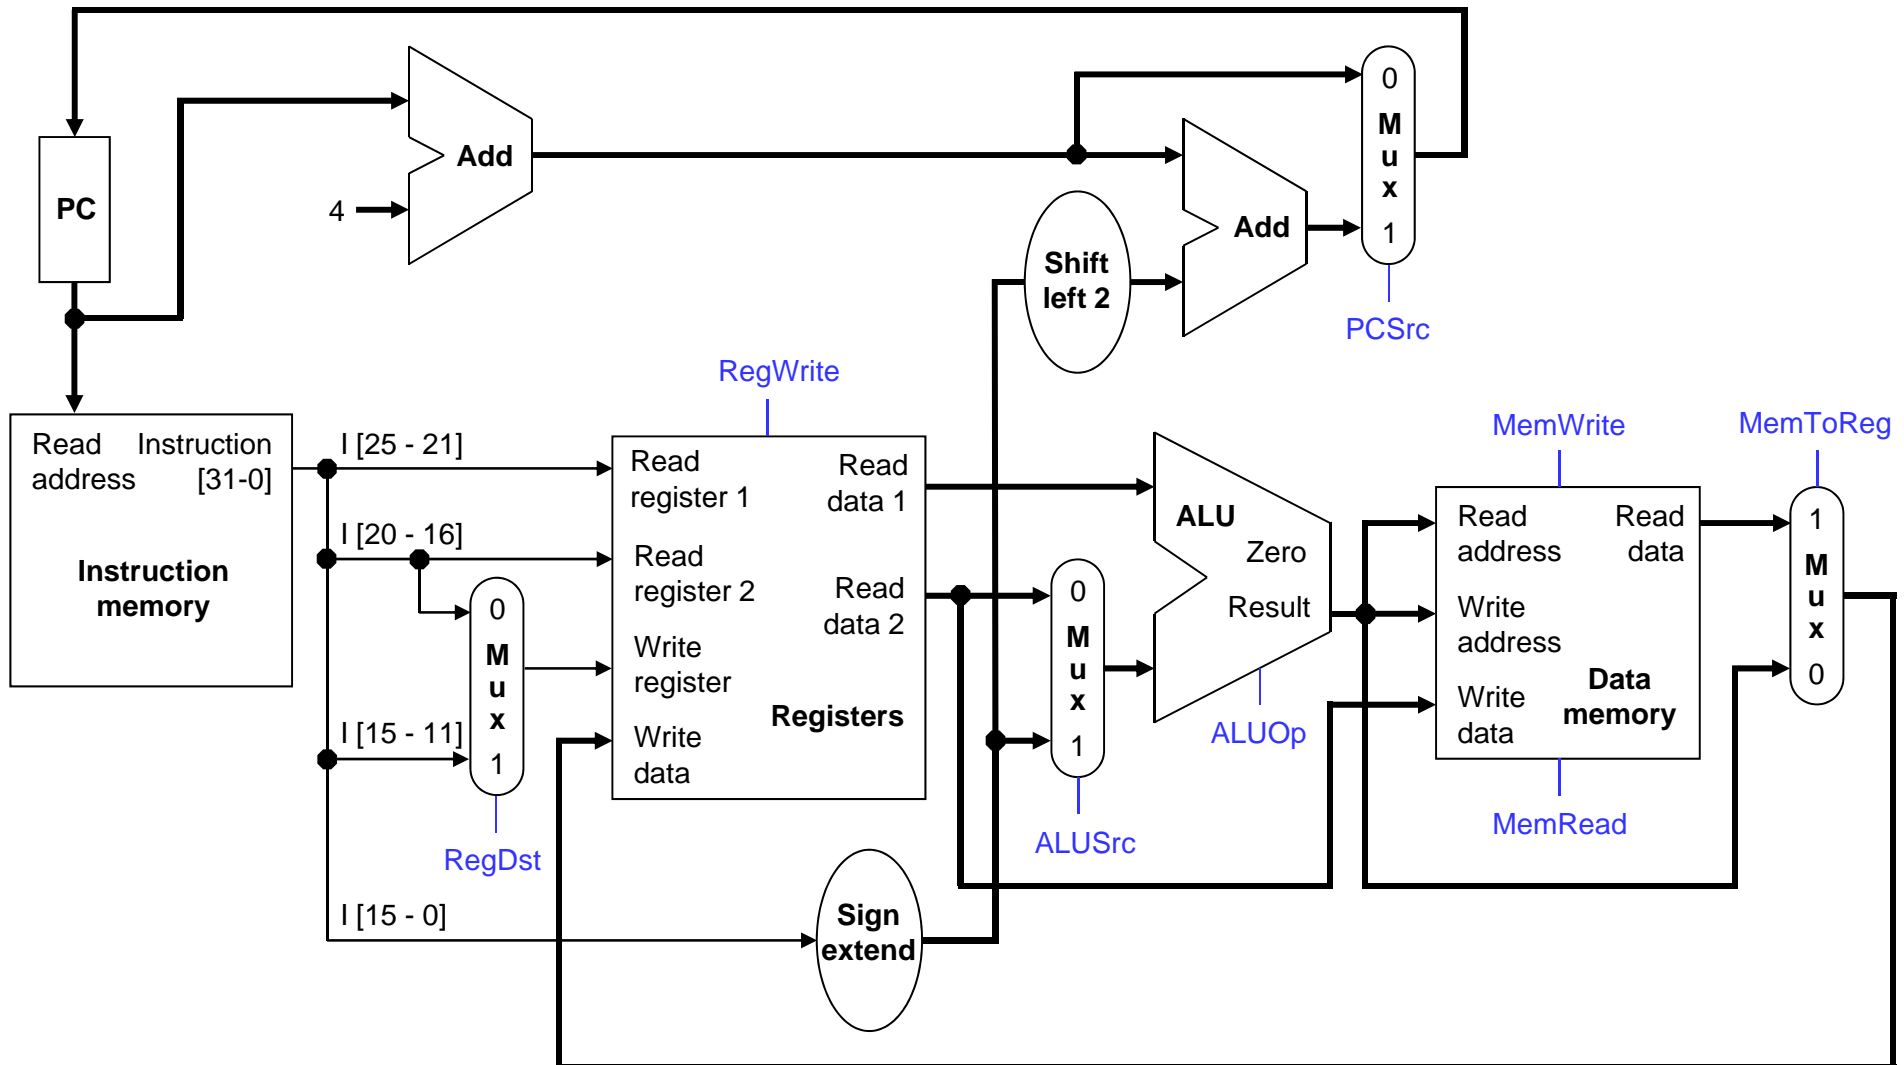 0
M
u
x
1
Add
Add
PC
4
Shift
left 2
PCSrc
RegWrite
MemWrite
MemToReg
Read address
Instruction [31-0]
Instruction
memory
I [25 - 21]
I [20 - 16]
I [15 - 11]
I [15 - 0]
0
M
u
x
1
RegDst
Read
register 1
Read
register 2
Write
register
Write
data
Read
data 1
Read
data 2
Registers
Sign
extend
0
M
u
x
1
ALUSrc
ALU
Zero
Result
ALUOp
Read
address
Write
address
Write
data
Read
data
Data
memory
MemRead
1
M
u
x
0